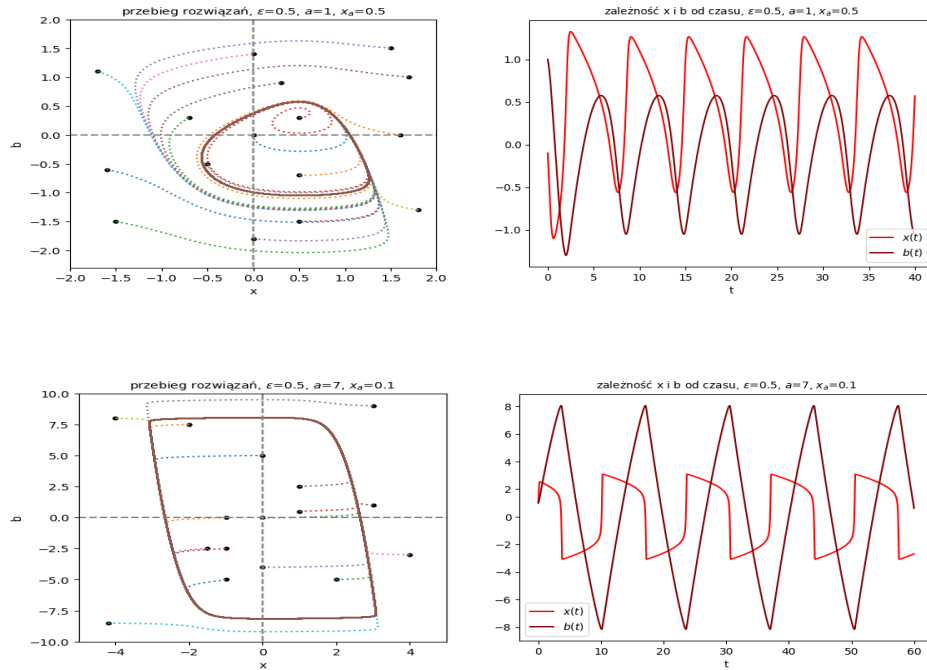 przebieg rozwiązań, ε=0.5, a=1, xₐ=0.5
2.0
1.5
1.0
0.5
0.0
−0.5
−1.0
−1.5
−2.0
b
−2.0 −1.5 −1.0 −0.5 0.0 0.5 1.0 1.5 2.0
x
zależność x i b od czasu, ε=0.5, a=1, xₐ=0.5
1.0
0.5
0.0
−0.5
−1.0
x(t)
b(t)
0 5 10 15 20 25 30 35 40
t
przebieg rozwiązań, ε=0.5, a=7, xₐ=0.1
10.0
7.5
5.0
2.5
0.0
−2.5
−5.0
−7.5
−10.0
b
−4 −2 0 2 4
x
zależność x i b od czasu, ε=0.5, a=7, xₐ=0.1
8
6
4
2
0
−2
−4
−6
−8
x(t)
b(t)
0 10 20 30 40 50 60
t